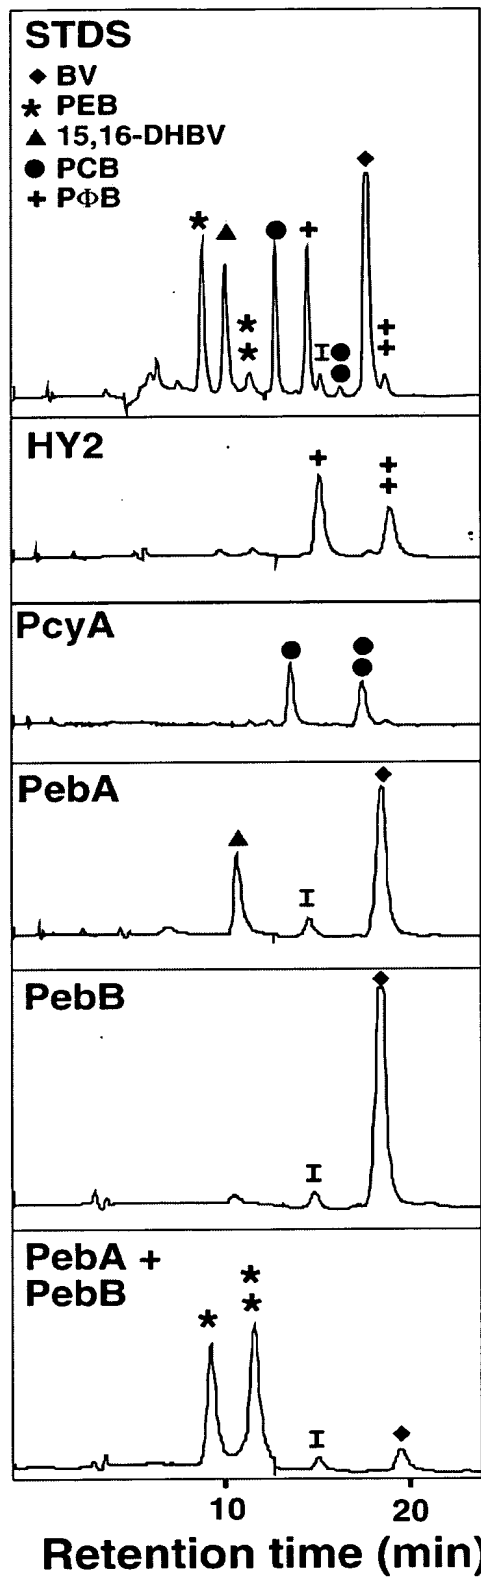 STDS
◆ BV
* PEB
▲ 15,16-DHBV
● PCB
+ PΦB
I
HY2
PcyA
PebA
I
PebB
I
PebA +
PebB
I
10 20
Retention time (min)